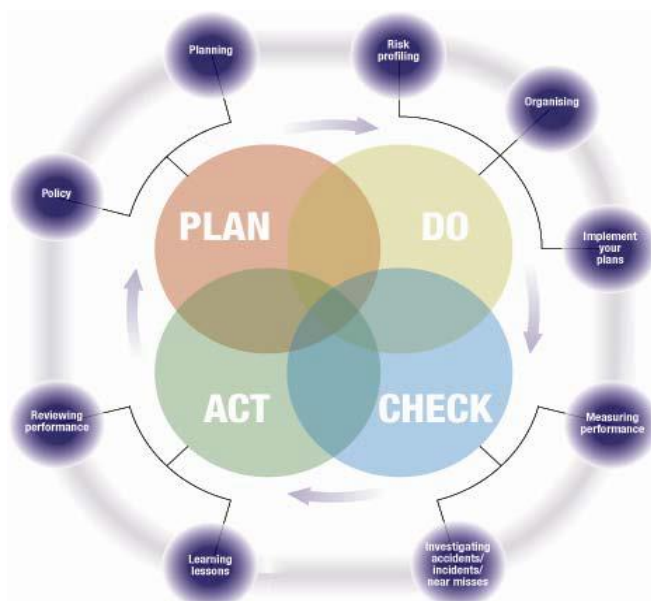 Planning
Risk
profiling
Organising
Policy
PLAN
DO
Implement
your
plans
ACT
CHECK
Reviewing
performance
Measuring
performance
Learning
lessons
Investigating
accidents/
incidents/
near misses